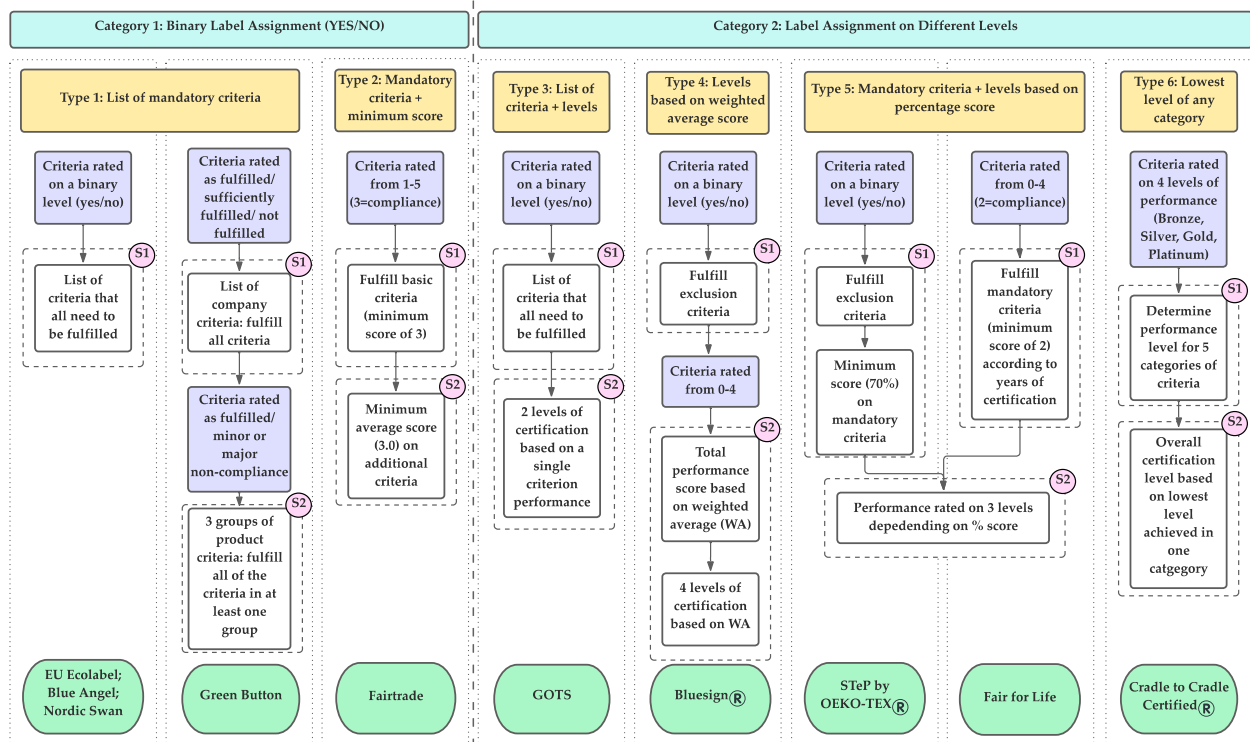 Category 1: Binary Label Assignment (YES/NO)
Category 2: Label Assignment on Different Levels
Type 1: List of mandatory criteria
Type 2: Mandatory
criteria +
minimum score
Type 3: List of
criteria + levels
Type 4: Levels
based on weighted
average score
Type 5: Mandatory criteria + levels based on
percentage score
Type 6: Lowest
level of any
category
Criteria rated
on a binary
level (yes/no)
S1
List of
criteria that
all need to
be fulfilled
EU Ecolabel;
Blue Angel;
Nordic Swan
Criteria rated
as fulfilled/
sufficiently
fulfilled/ not
fulfilled
S1
List of
company
criteria: fulfill
all criteria
Criteria rated
as fulfilled/
minor or
major
non-compliance
S2
3 groups of
product
criteria: fulfill
all of the
criteria in at
least one
group
Green Button
Criteria rated
from 1-5
(3=compliance)
S1
Fulfill basic
criteria
(minimum
score of 3)
S2
Minimum
average score
(3.0) on
additional
criteria
Fairtrade
Criteria rated
on a binary
level (yes/no)
S1
List of
criteria that
all need to
be fulfilled
S2
2 levels of
certification
based on a
single
criterion
performance
GOTS
Criteria rated
on a binary
level (yes/no)
S1
Fulfill
exclusion
criteria
Criteria rated
from 0-4
S2
Total
performance
score based
on weighted
average (WA)
4 levels of
certification
based on WA
Bluesign®
Criteria rated
on a binary
level (yes/no)
S1
Fulfill
exclusion
criteria
Minimum
score (70%)
on
mandatory
criteria
Criteria rated
from 0-4
(2=compliance)
S1
Fulfill
mandatory
criteria
(minimum
score of 2)
according to
years of
certification
S2
Performance rated on 3 levels
depedending on % score
STeP by
OEKO-TEX®
Fair for Life
Criteria rated
on 4 levels of
performance
(Bronze,
Silver, Gold,
Platinum)
S1
Determine
performance
level for 5
categories of
criteria
S2
Overall
certification
level based
on lowest
level
achieved in
one
catgegory
Cradle to Cradle
Certified®